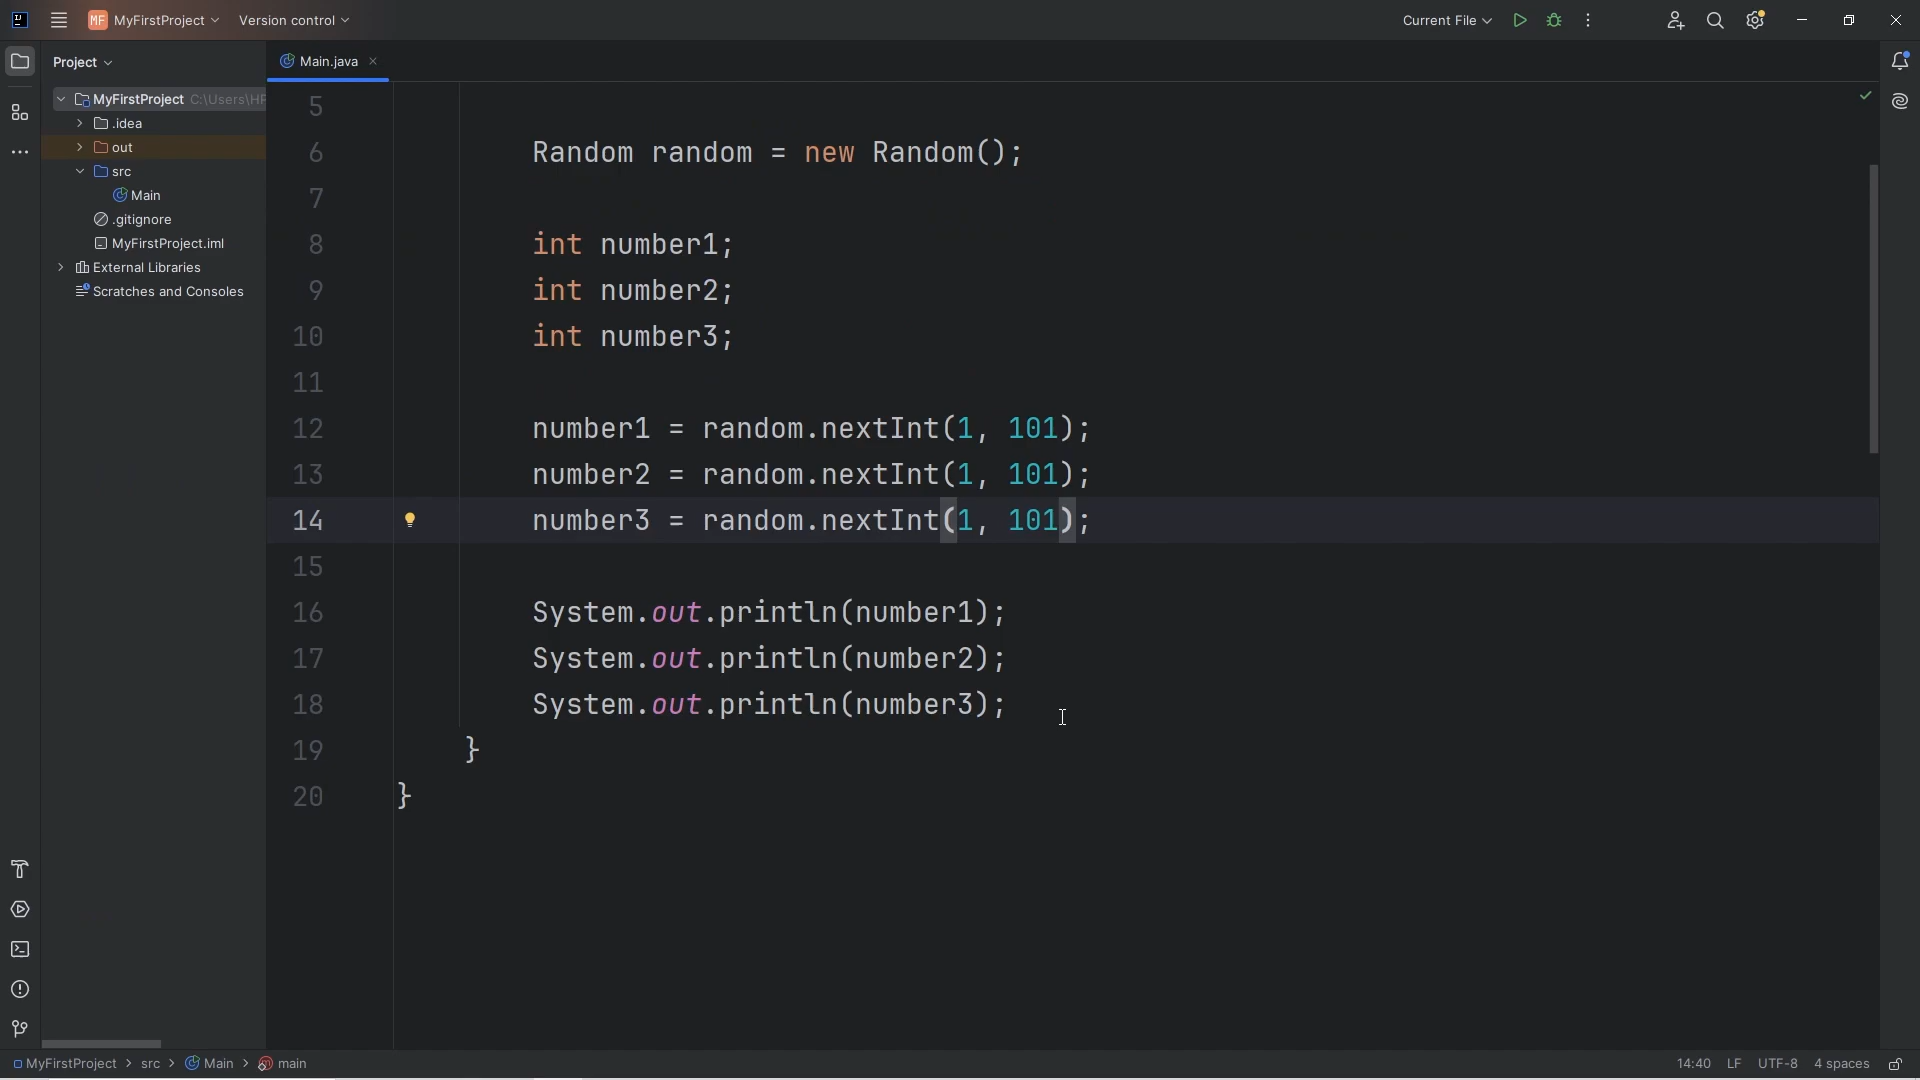 MF MyFirstProject Version control Current File
Project
Main.java
MyFirstProject C:\Users\HP
.idea
out
src
Main
.gitignore
MyFirstProject.iml
External Libraries
Scratches and Consoles
5
6 Random random = new Random();
7
8 int number1;
9 int number2;
10 int number3;
11
12 number1 = random.nextInt(1, 101);
13 number2 = random.nextInt(1, 101);
14 number3 = random.nextInt(1, 101);
15
16 System.out.println(number1);
17 System.out.println(number2);
18 System.out.println(number3);
19 }
20 }
MyFirstProject > src > Main > main 14:40 LF UTF-8 4 spaces